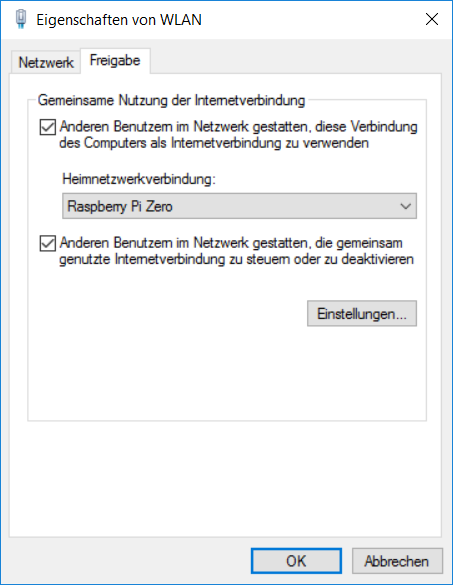 Eigenschaften von WLAN
Netzwerk
Freigabe
Gemeinsame Nutzung der Internetverbindung
Anderen Benutzern im Netzwerk gestatten, diese Verbindung
des Computers als Internetverbindung zu verwenden
Heimnetzwerkverbindung:
Raspberry Pi Zero
Anderen Benutzern im Netzwerk gestatten, die gemeinsam
genutzte Internetverbindung zu steuern oder zu deaktivieren
Einstellungen...
OK
Abbrechen